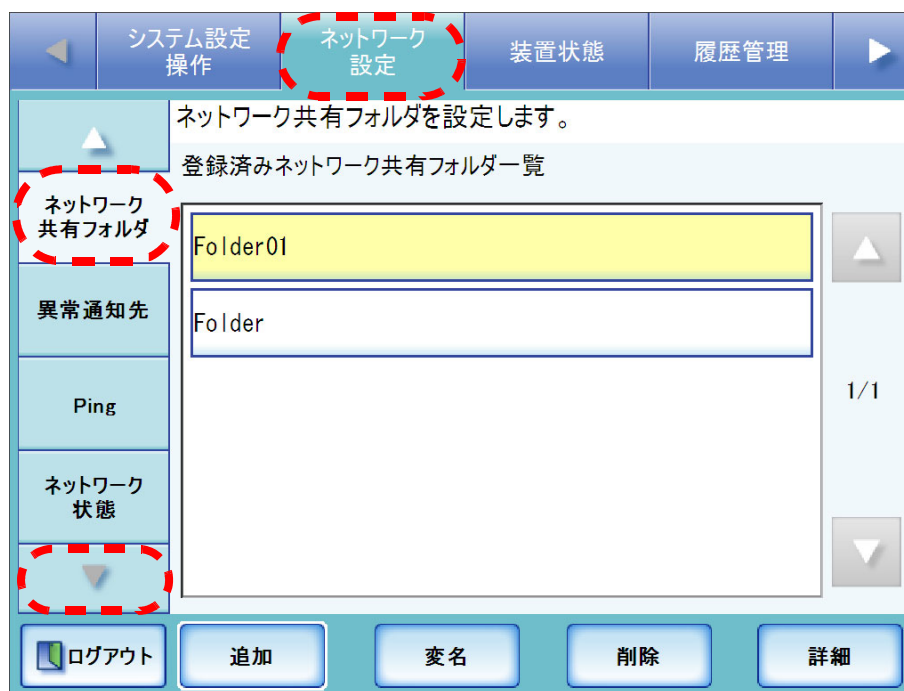 システム設定
操作
ネットワーク
設定
装置状態
履歴管理
ネットワーク共有フォルダを設定します。
登録済みネットワーク共有フォルダ一覧
ネットワーク
共有フォルダ
Folder01
異常通知先
Folder
Ping
1/1
ネットワーク
状態
ログアウト
追加
変名
削除
詳細